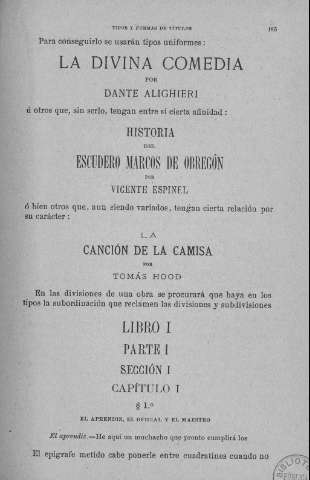 TIPOS Y FORMAS DE TÍTULOS 165
Para conseguirlo se usarán tipos uniformes:
LA DIVINA COMEDIA
POR
DANTE ALIGHIERI
ú otros que, sin serlo, tengan entre sí cierta afinidad:
HISTORIA
DEL
ESCUDERO MARCOS DE OBREGÓN
POR
VICENTE ESPINEL
ó bien otros que, aun siendo variados, tengan cierta relación por
su carácter:
LA
CANCIÓN DE LA CAMISA
POR
TOMÁS HOOD
En las divisiones de una obra se procurará que haya en los
tipos la subordinación que reclamen las divisiones y subdivisiones
LIBRO I
PARTE I
SECCIÓN I
CAPÍTULO I
§ 1.º
EL APRENDIZ, EL OFICIAL Y EL MAESTRO
El aprendiz.—He aquí un muchacho que pronto cumplirá los
El epígrafe metido cabe ponerle entre cuadratines cuando no
BIBLIOTE